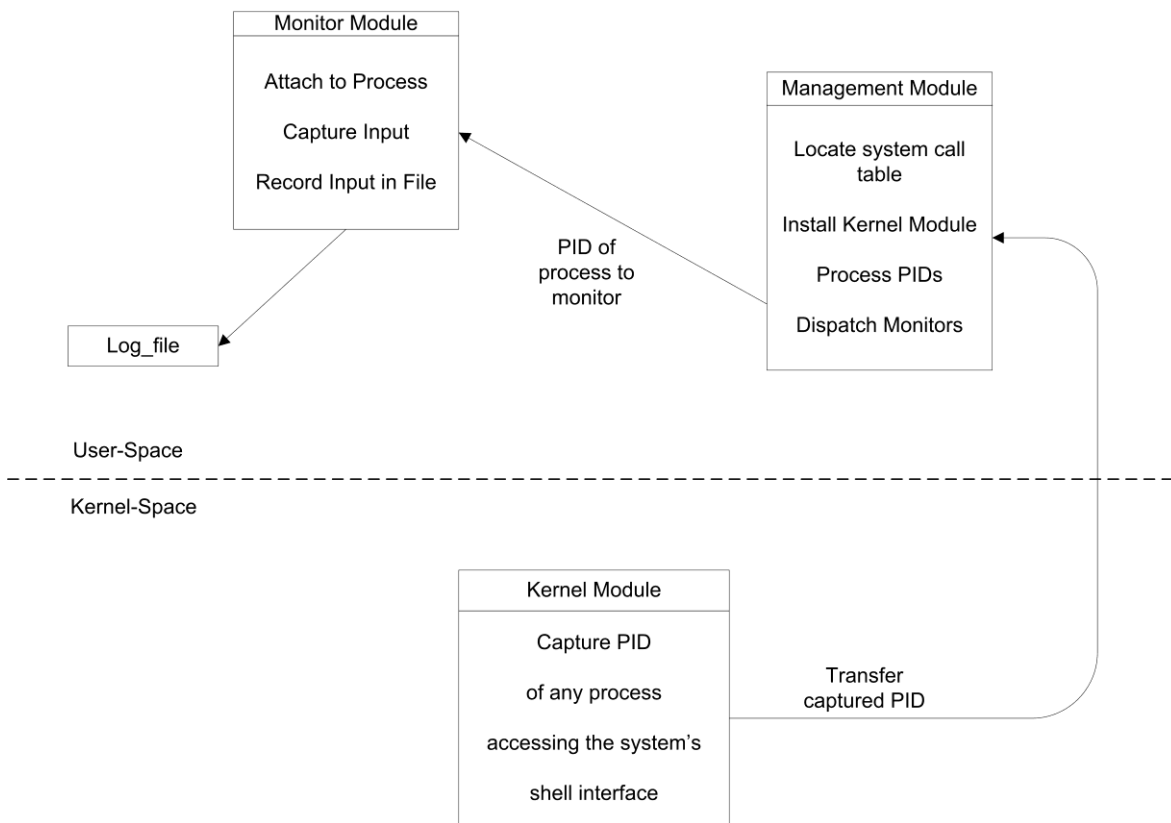 Monitor Module
Attach to Process
Capture Input
Record Input in File
Management Module
Locate system call
table
Install Kernel Module
Process PIDs
Dispatch Monitors
PID of
process to
monitor
Log_file
User-Space
Kernel-Space
Kernel Module
Capture PID
of any process
accessing the system's
shell interface
Transfer
captured PID